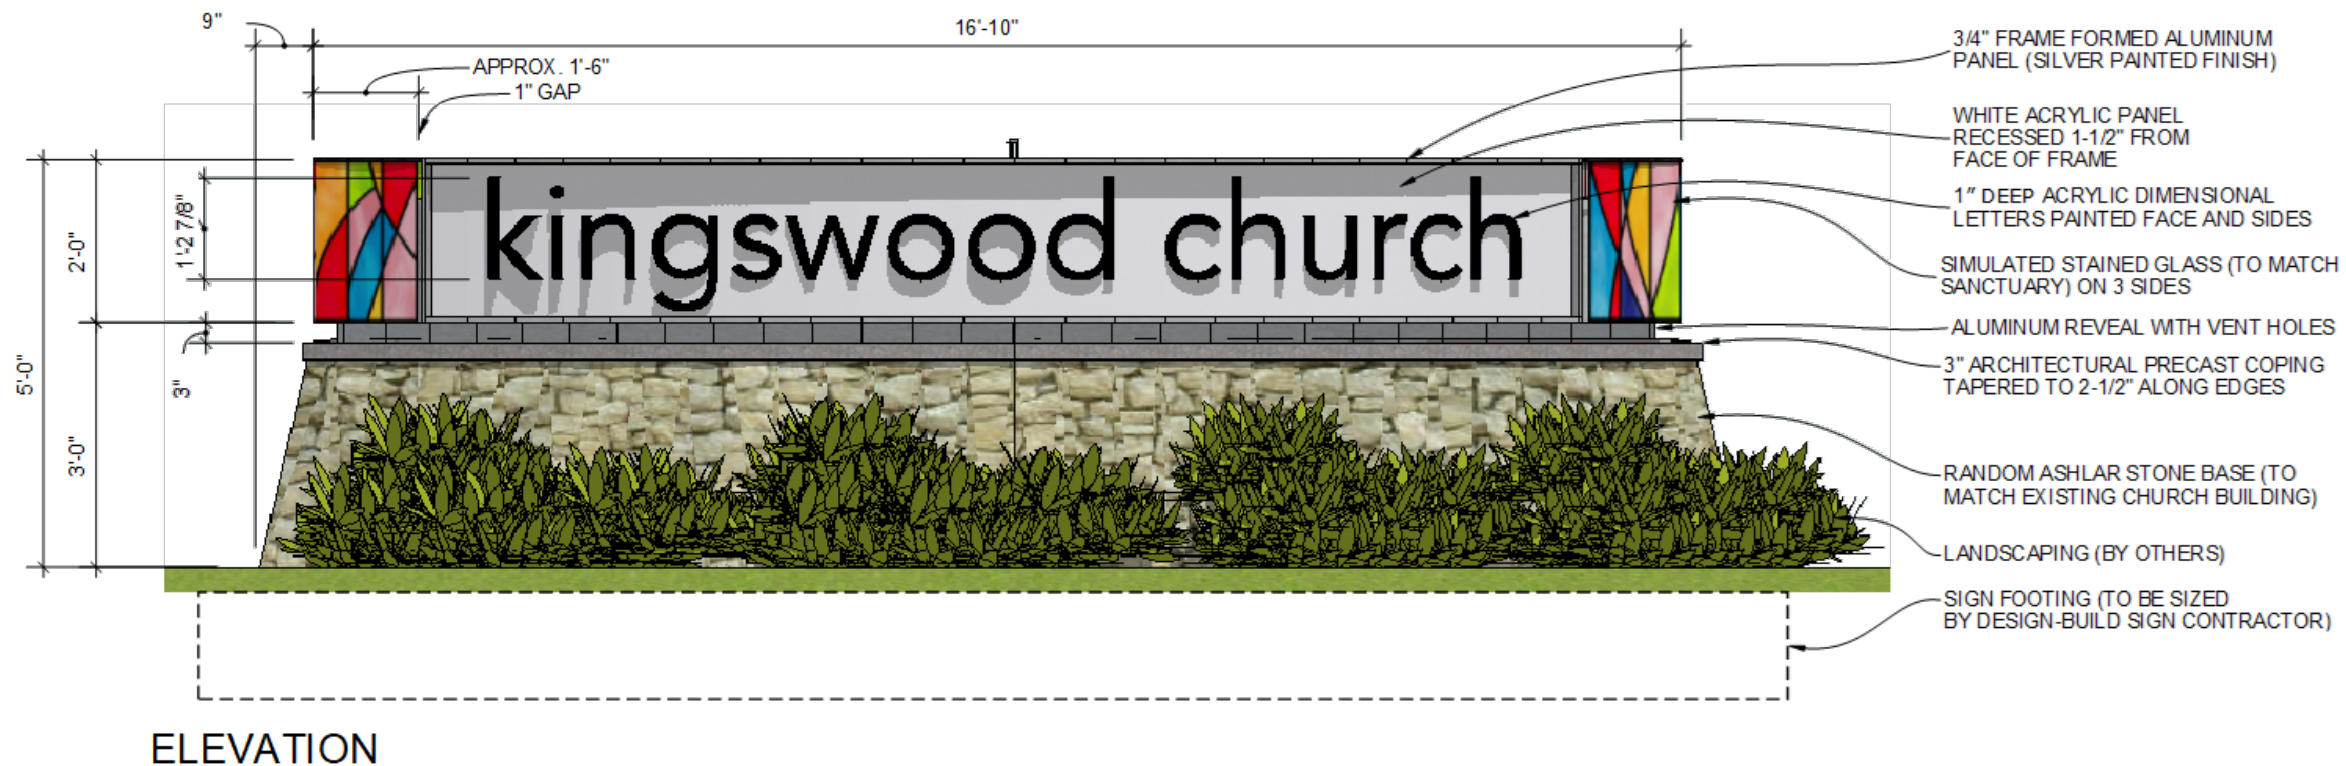 9"
16'-10"
APPROX. 1'-6"
1" GAP
3/4" FRAME FORMED ALUMINUM
PANEL (SILVER PAINTED FINISH)
WHITE ACRYLIC PANEL
RECESSED 1-1/2" FROM
FACE OF FRAME
1" DEEP ACRYLIC DIMENSIONAL
LETTERS PAINTED FACE AND SIDES
SIMULATED STAINED GLASS (TO MATCH
SANCTUARY) ON 3 SIDES
ALUMINUM REVEAL WITH VENT HOLES
3" ARCHITECTURAL PRECAST COPING
TAPERED TO 2-1/2" ALONG EDGES
RANDOM ASHLAR STONE BASE (TO
MATCH EXISTING CHURCH BUILDING)
LANDSCAPING (BY OTHERS)
SIGN FOOTING (TO BE SIZED
BY DESIGN-BUILD SIGN CONTRACTOR)
kingswood church
5'-0"
2'-0"
1'-2 7/8"
3"
3'-0"
ELEVATION